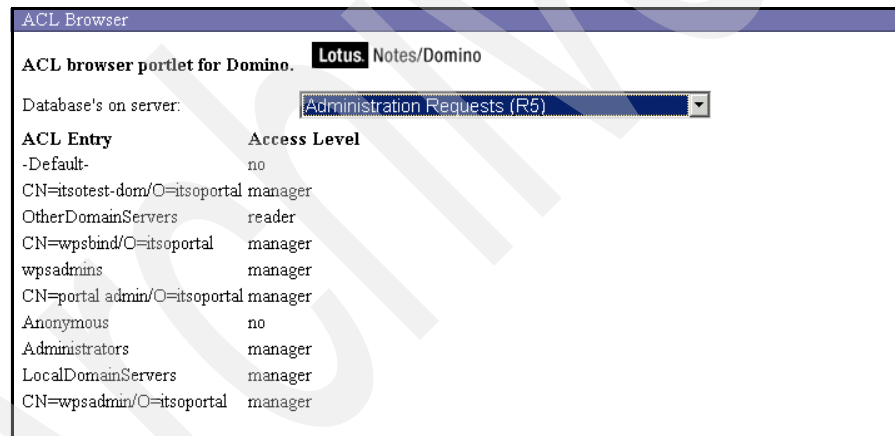 ACL Browser
ACL browser portlet for Domino. Lotus. Notes/Domino
Database's on server: Administration Requests (R5)
ACL Entry Access Level
-Default- no
CN=itsotest-dom/O=itsoportal manager
OtherDomainServers reader
CN=wpsbind/O=itsoportal manager
wpsadmins manager
CN=portal admin/O=itsoportal manager
Anonymous no
Administrators manager
LocalDomainServers manager
CN=wpsadmin/O=itsoportal manager